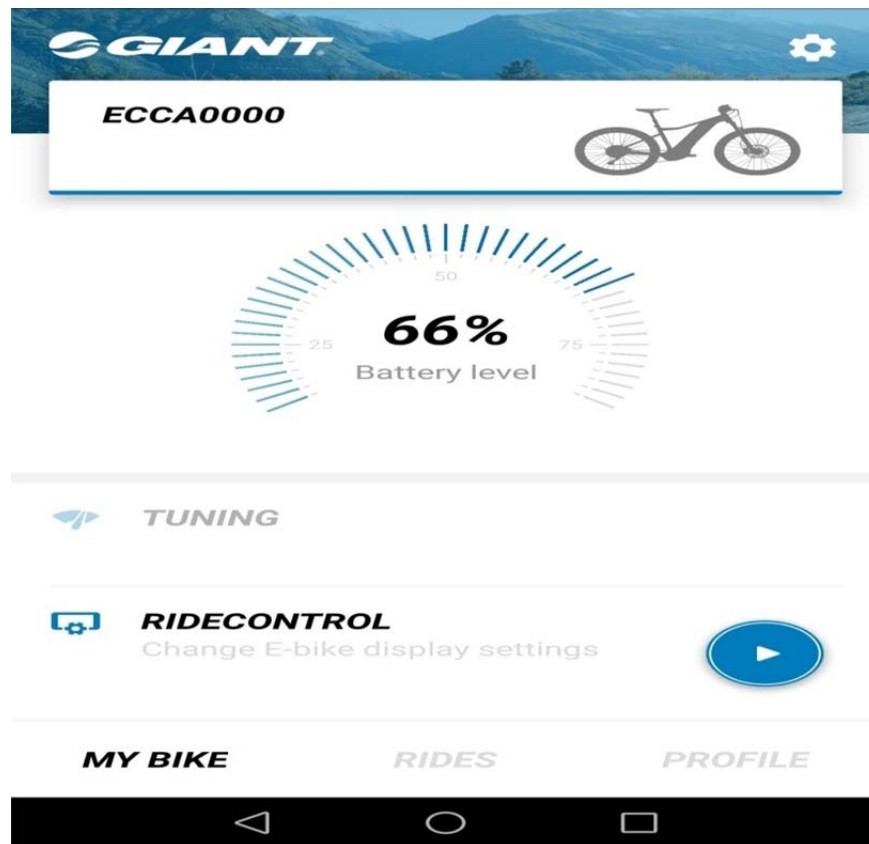 GIANT
ECCA0000
50
66%
25
75
Battery level
TUNING
RIDECONTROL
Change E-bike display settings
MY BIKE
RIDES
PROFILE